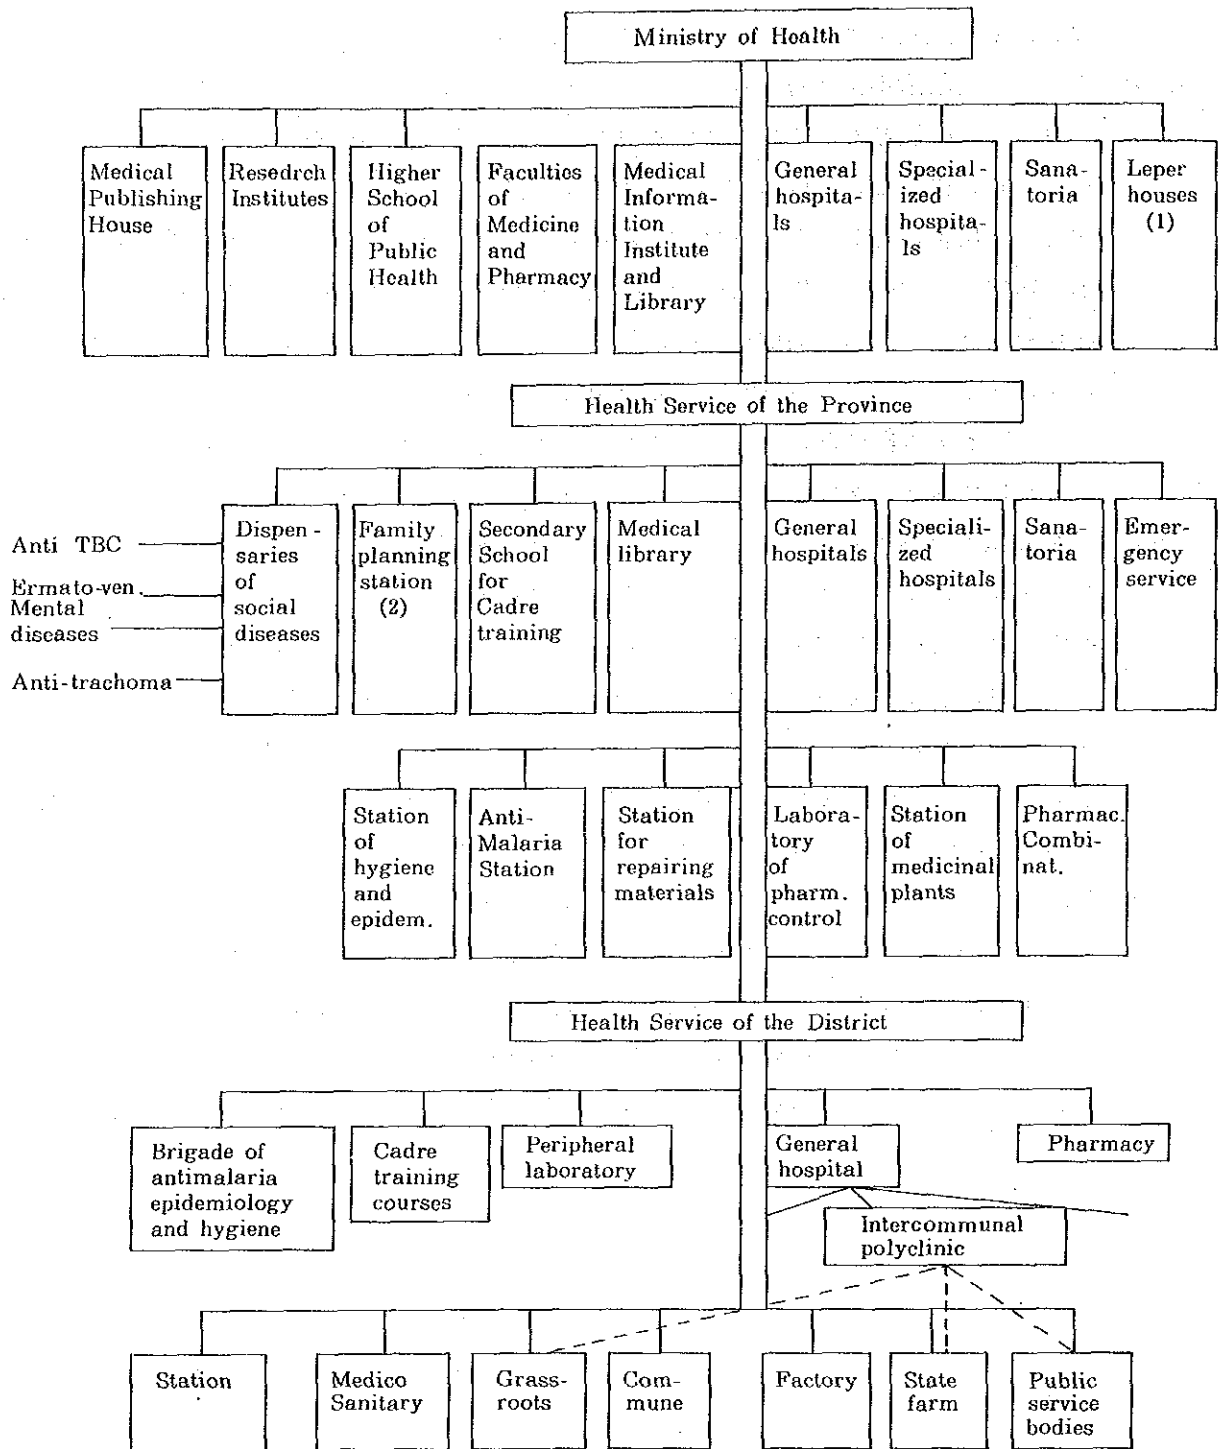 Ministry of Hoalth
Medical
Publishing
House
Resedrch
Institutes
Higher
School
of
Public
Health
Faculties
of
Medicine
and
Pharmacy
Medical
Informa-
tion
Institute
and
Library
General
hospita-
ls
Special-
ized
hospita-
ls
Sana-
toria
Leper
houses
(1)
Health Service of the Province
Anti TBC
Ermato-ven.
Mental
diseases
Anti-trachoma
Dispen-
saries
of
social
diseases
Family
planning
station
(2)
Secondary
School
for
Cadre
training
Medical
library
General
hospitals
Speciali-
zed
hospitals
Sana-
toria
Emer-
gency
service
Station
of
hygiene
and
epidem.
Anti-
Malaria
Station
Station
for
repairing
materials
Labora-
tory
of
pharm.
control
Station
of
medicinal
plants
Pharmac.
Combi-
nat.
Health Service of the District
Brigade of
antimalaria
epidemiology
and hygiene
Cadre
training
courses
Peripheral
laboratory
General
hospital
Pharmacy
Intercommunal
polyclinic
Station
Medico
Sanitary
Grass-
roots
Com-
mune
Factory
State
farm
Public
service
bodies